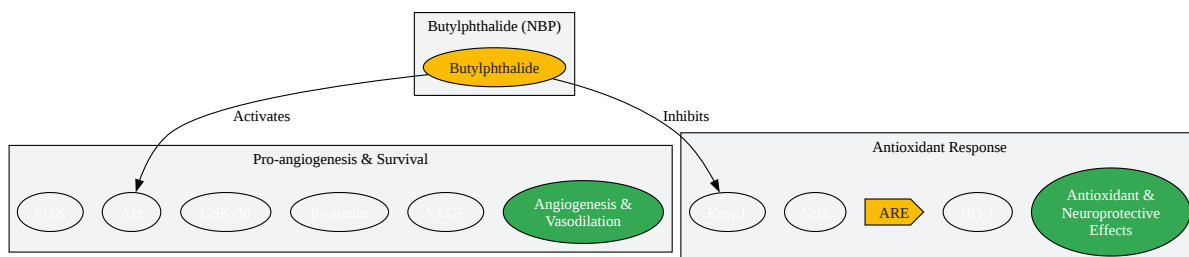 Butylphthalide (NBP)
Butylphthalide
Activates
Inhibits
Pro-angiogenesis & Survival
PI3K
Akt
GSK-3β
β-catenin
VEGF
Angiogenesis &
Vasodilation
Antioxidant Response
Keap1
Nrf2
ARE
HO-1
Antioxidant &
Neuroprotective
Effects